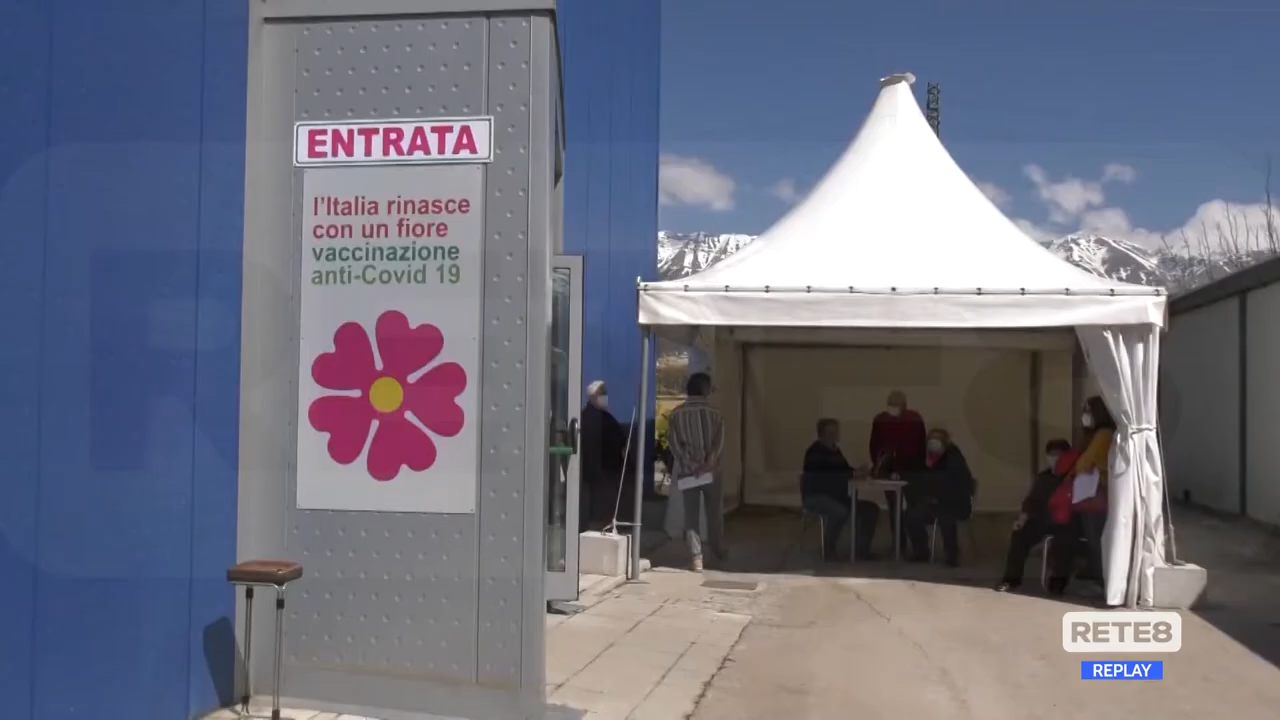 ENTRATA
l'Italia rinasce
con un fiore
vaccinazione
anti-Covid 19
RETE8
REPLAY